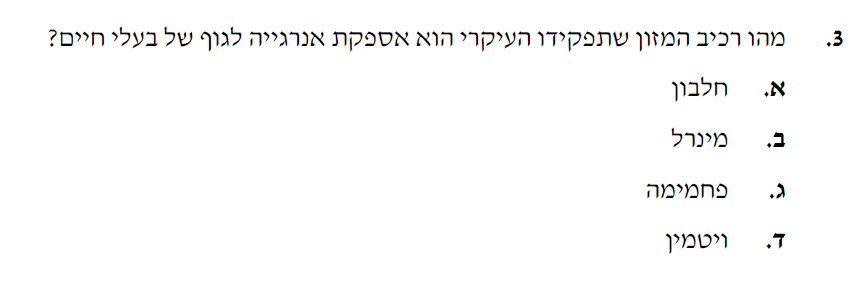 3. מהו רכיב המזון שתפקידו העיקרי הוא אספקת אנרגייה לגוף של בעלי חיים?
א. חלבון
ב. מינרל
ג. פחמימה
ד. ויטמין